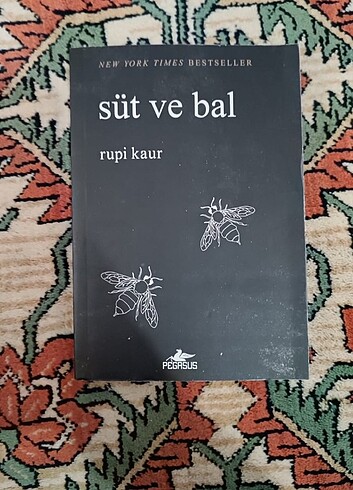 NEW YORK TIMES BESTSELLER
süt ve bal
rupi kaur
PEGASUS